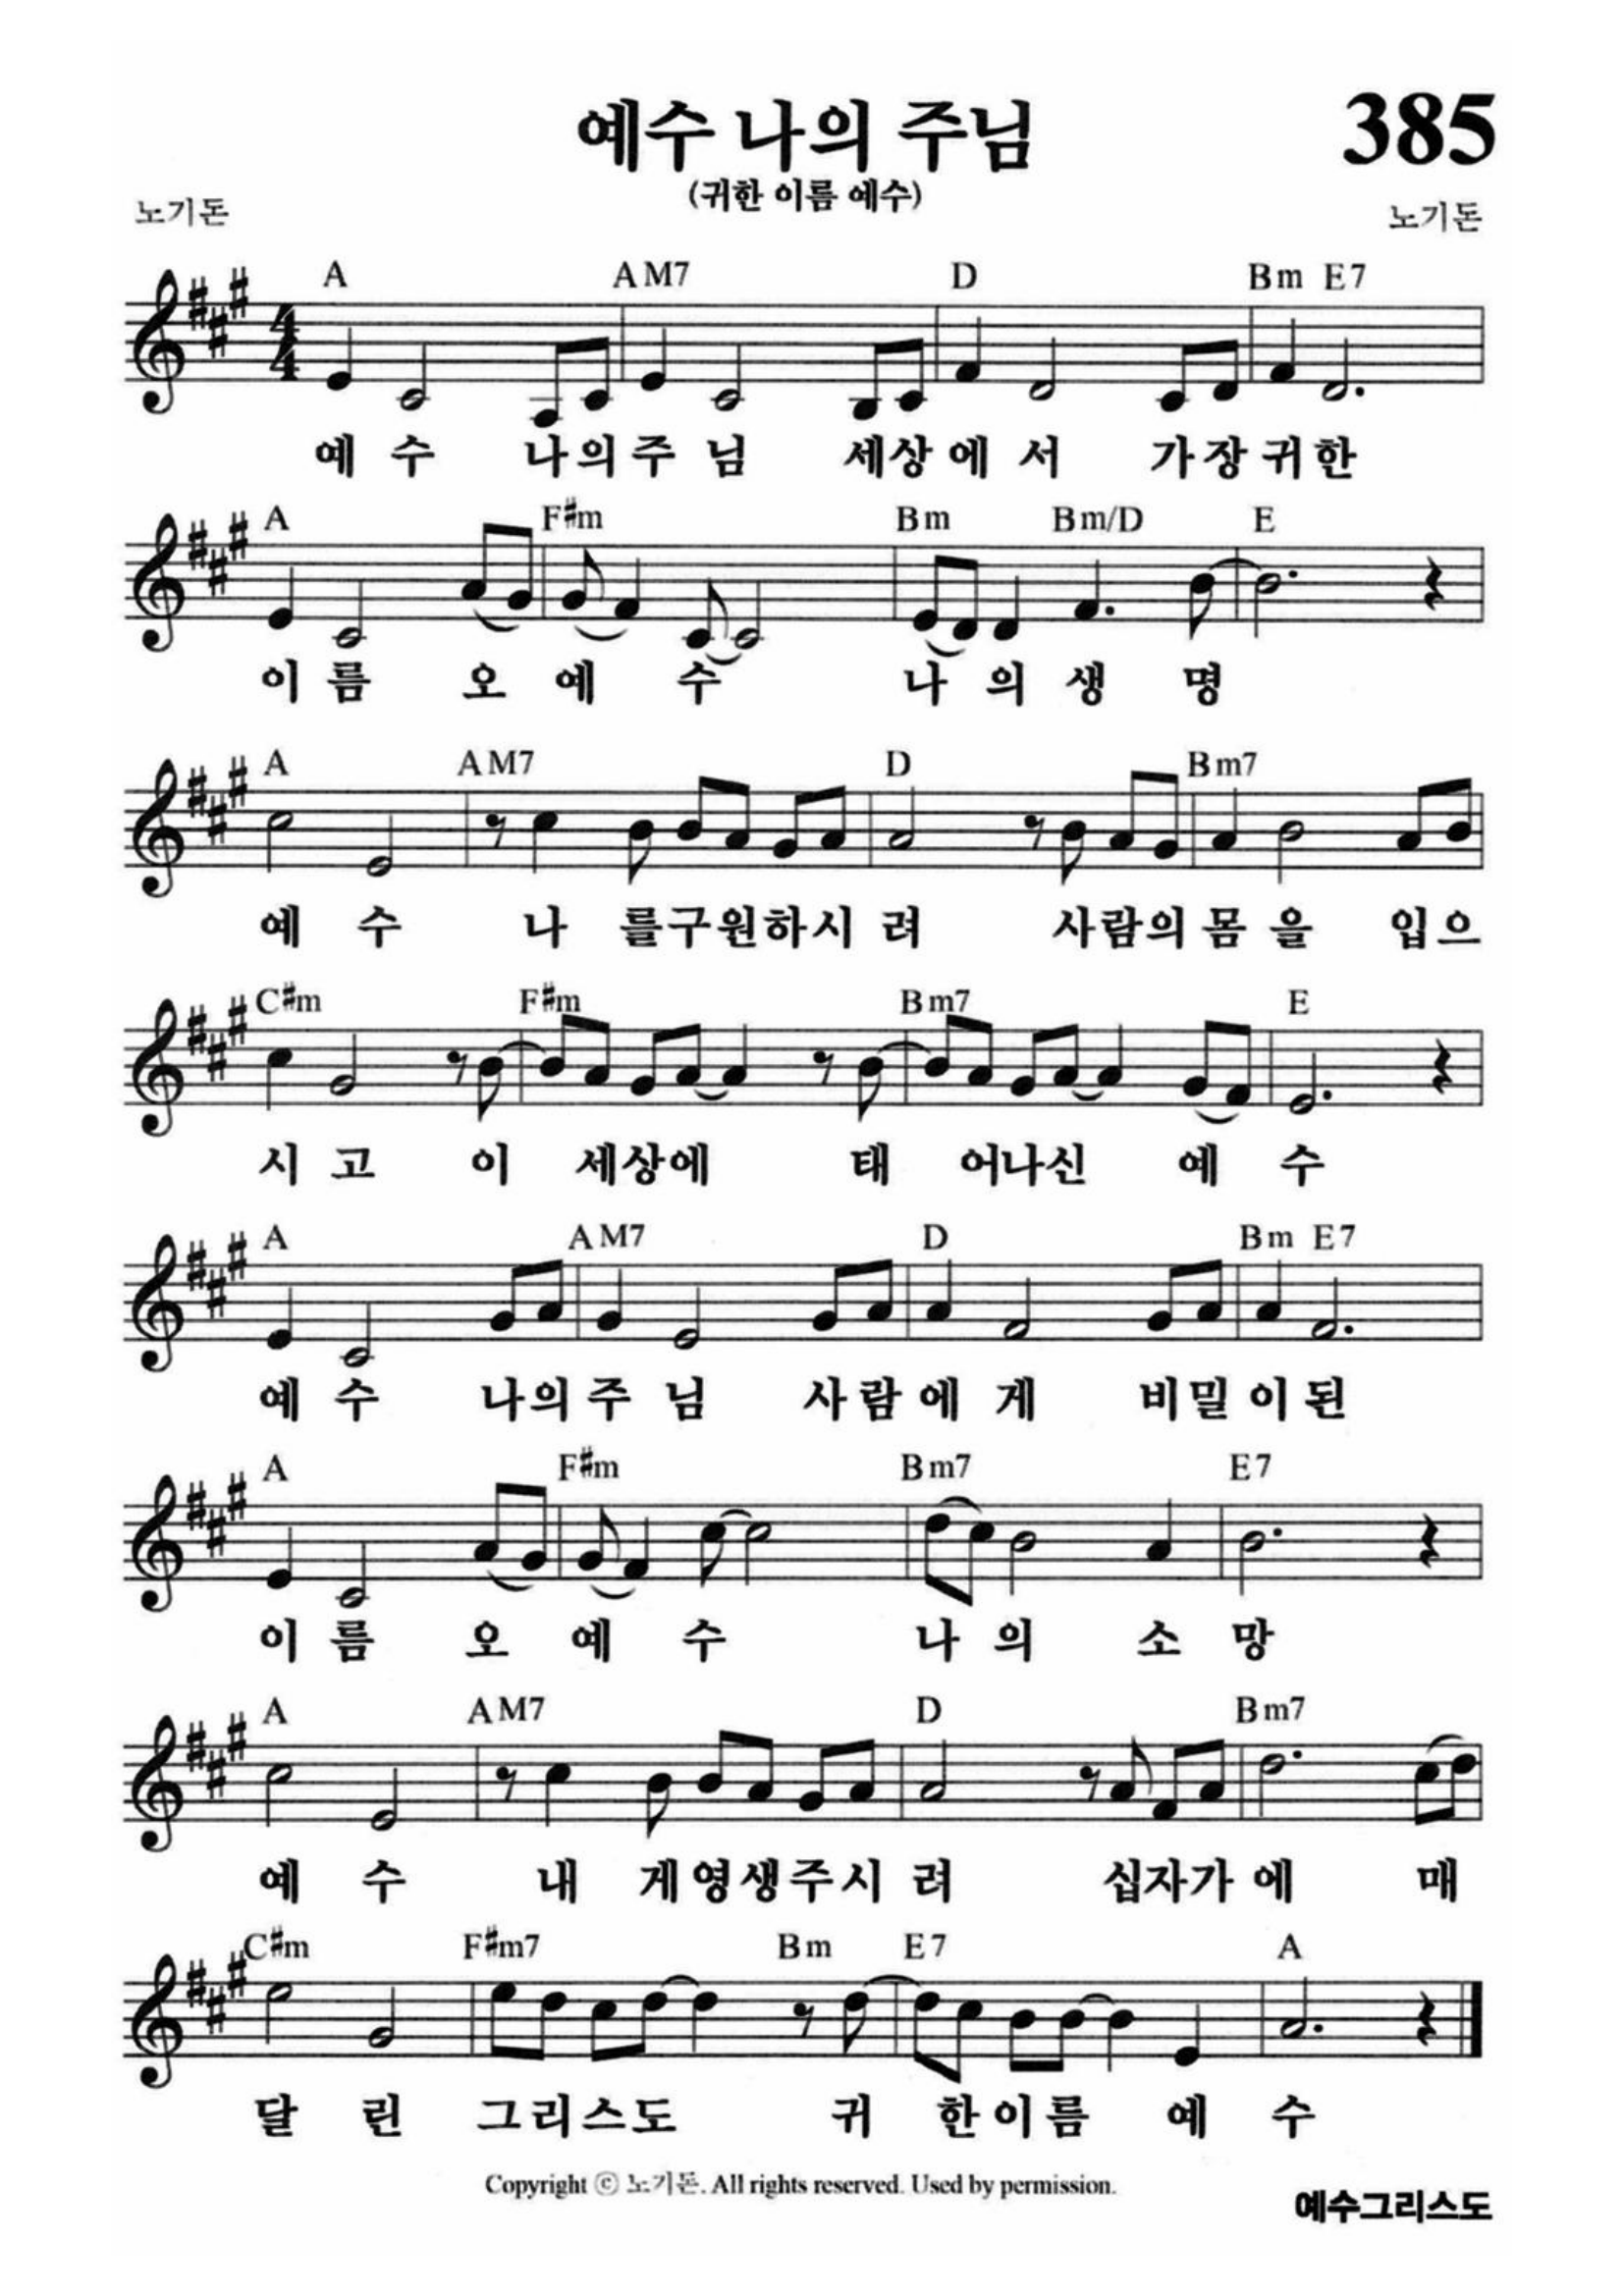 예수 나의 주님
385
(귀한 이름 예수)
노기돈
노기돈
A AM7 D Bm E7
예 수 나의주 님 세상에 서 가장귀한
A F#m Bm Bm/D E
이 름 오 예 수 나 의 생 명
A AM7 D Bm7
예 수 나 를구원하시 려 사람의 몸 을 입으
C#m F#m Bm7 E
시 고 이 세상에 태 어나신 예 수
A AM7 D Bm E7
예 수 나의주 님 사람에 게 비밀이된
A F#m Bm7 E7
이 름 오 예 수 나 의 소 망
A AM7 D Bm7
예 수 내 게영생주시 려 십자가에 매
C#m F#m7 Bm E7 A
달 린 그리스도 귀 한이름 예 수
Copyright ⓒ 노기돈. All rights reserved. Used by permission.
예수그리스도